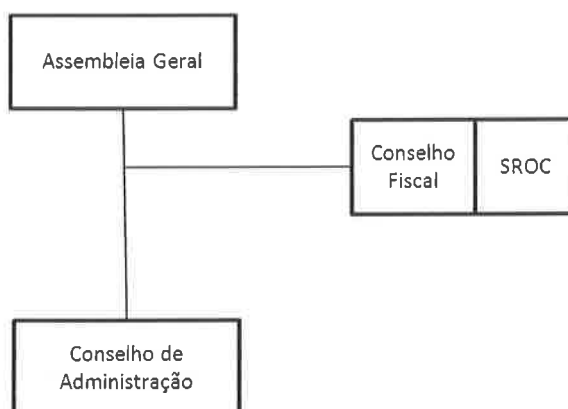 Assembleia Geral
Conselho
Fiscal
SROC
Conselho de
Administração